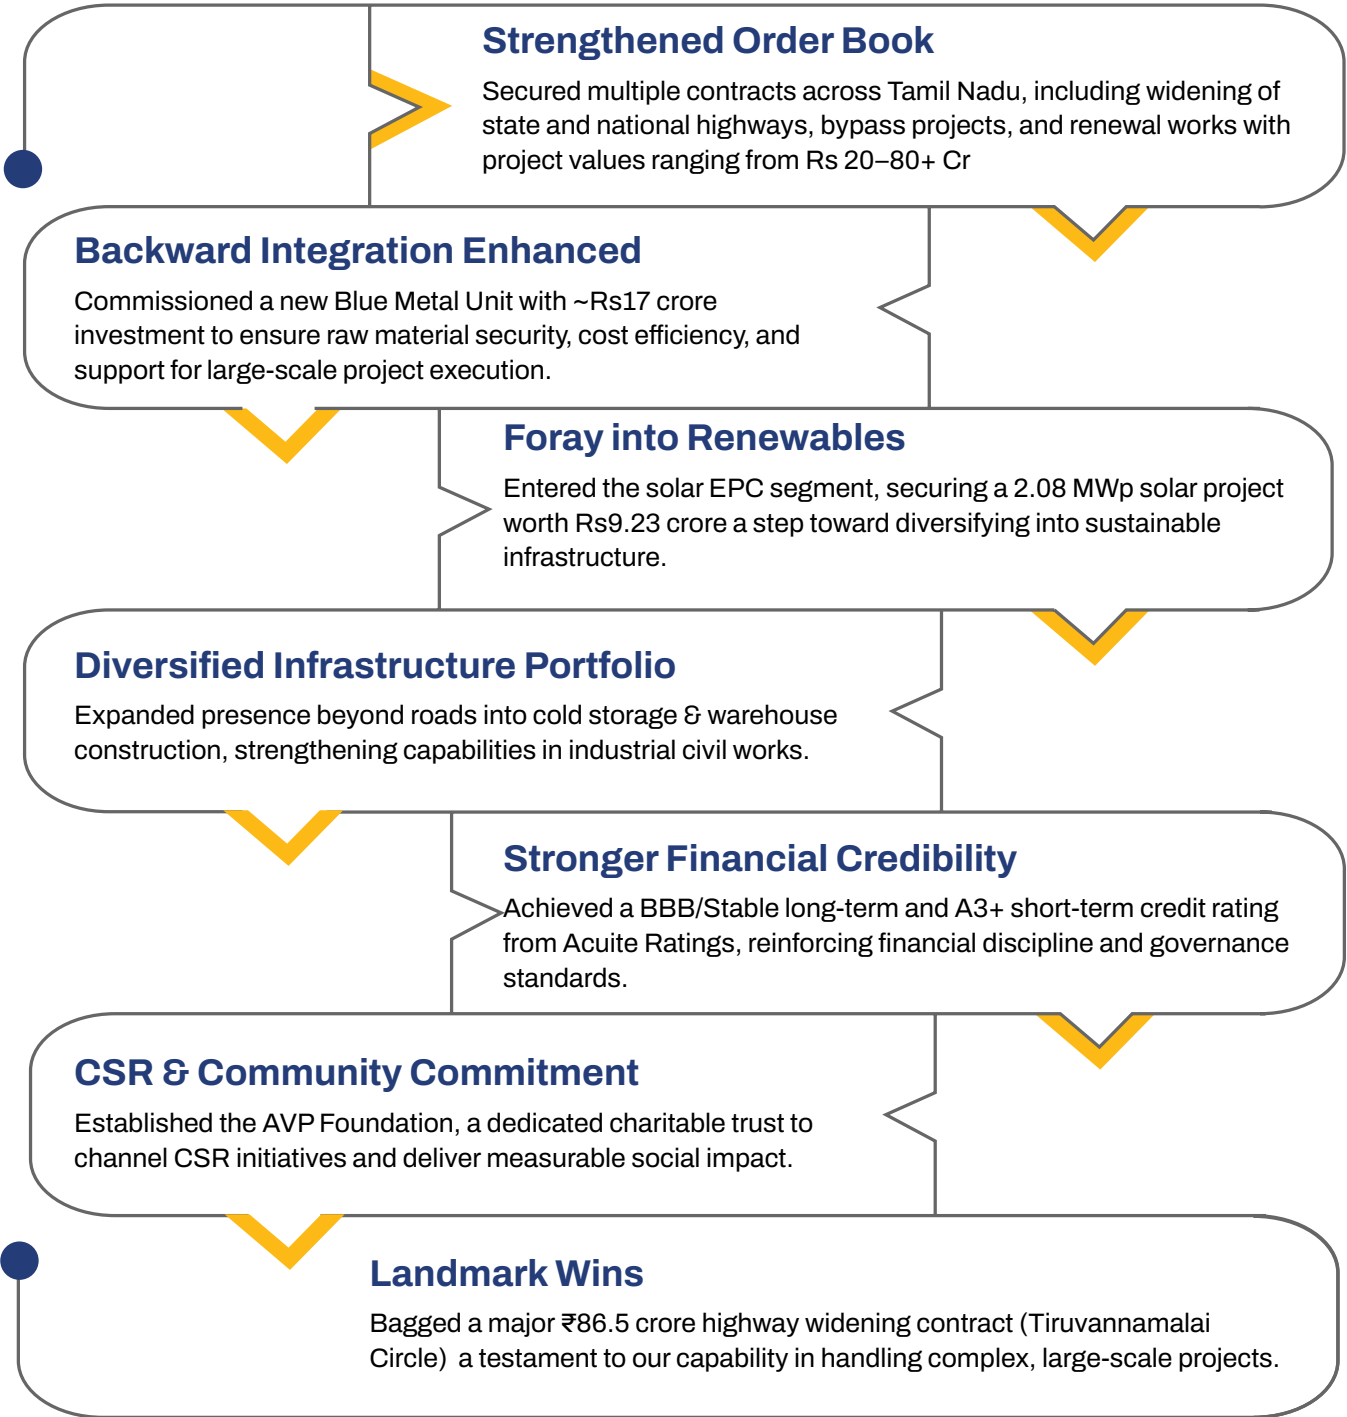 Strengthened Order Book
Secured multiple contracts across Tamil Nadu, including widening of
state and national highways, bypass projects, and renewal works with
project values ranging from Rs 20–80+ Cr
Backward Integration Enhanced
Commissioned a new Blue Metal Unit with ~Rs17 crore
investment to ensure raw material security, cost efficiency, and
support for large-scale project execution.
Foray into Renewables
Entered the solar EPC segment, securing a 2.08 MWp solar project
worth Rs9.23 crore a step toward diversifying into sustainable
infrastructure.
Diversified Infrastructure Portfolio
Expanded presence beyond roads into cold storage & warehouse
construction, strengthening capabilities in industrial civil works.
Stronger Financial Credibility
Achieved a BBB/Stable long-term and A3+ short-term credit rating
from Acuite Ratings, reinforcing financial discipline and governance
standards.
CSR & Community Commitment
Established the AVP Foundation, a dedicated charitable trust to
channel CSR initiatives and deliver measurable social impact.
Landmark Wins
Bagged a major ₹86.5 crore highway widening contract (Tiruvannamalai
Circle) a testament to our capability in handling complex, large-scale projects.